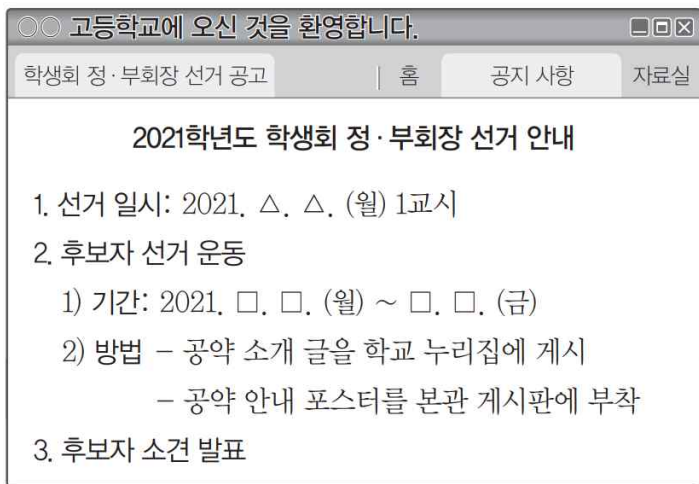 ○○ 고등학교에 오신 것을 환영합니다.
학생회 정·부회장 선거 공고 | 홈 공지 사항 자료실
2021학년도 학생회 정·부회장 선거 안내
1. 선거 일시: 2021. △. △. (월) 1교시
2. 후보자 선거 운동
1) 기간: 2021. □. □. (월) ~ □. □. (금)
2) 방법 - 공약 소개 글을 학교 누리집에 게시
- 공약 안내 포스터를 본관 게시판에 부착
3. 후보자 소견 발표